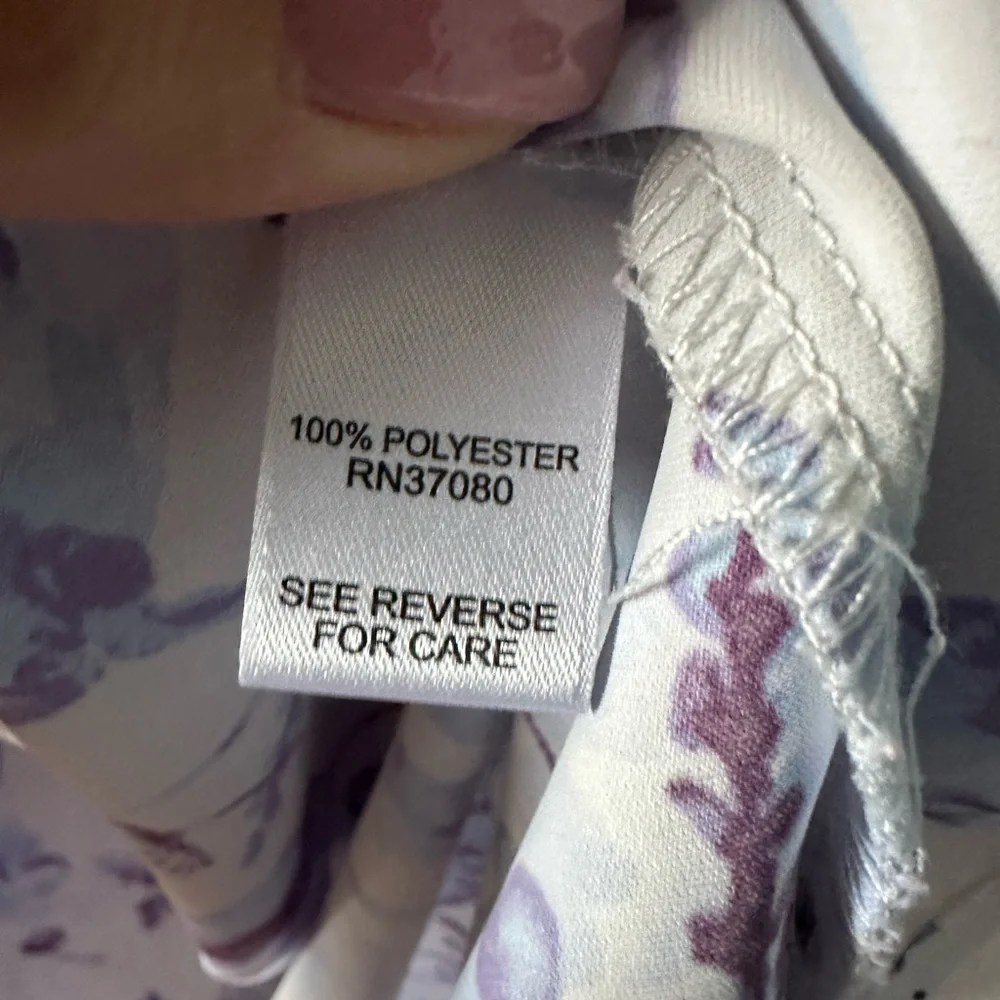 100% POLYESTER
RN37080
SEE REVERSE
FOR CARE